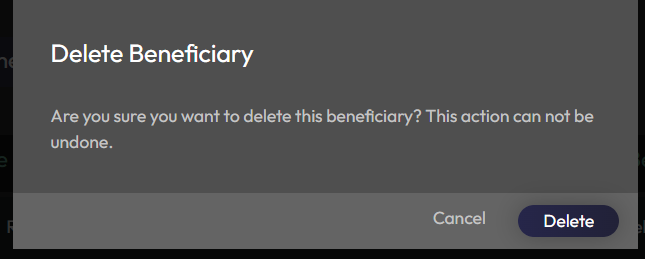 Delete Beneficiary
Are you sure you want to delete this beneficiary? This action can not be
undone.
Cancel
Delete